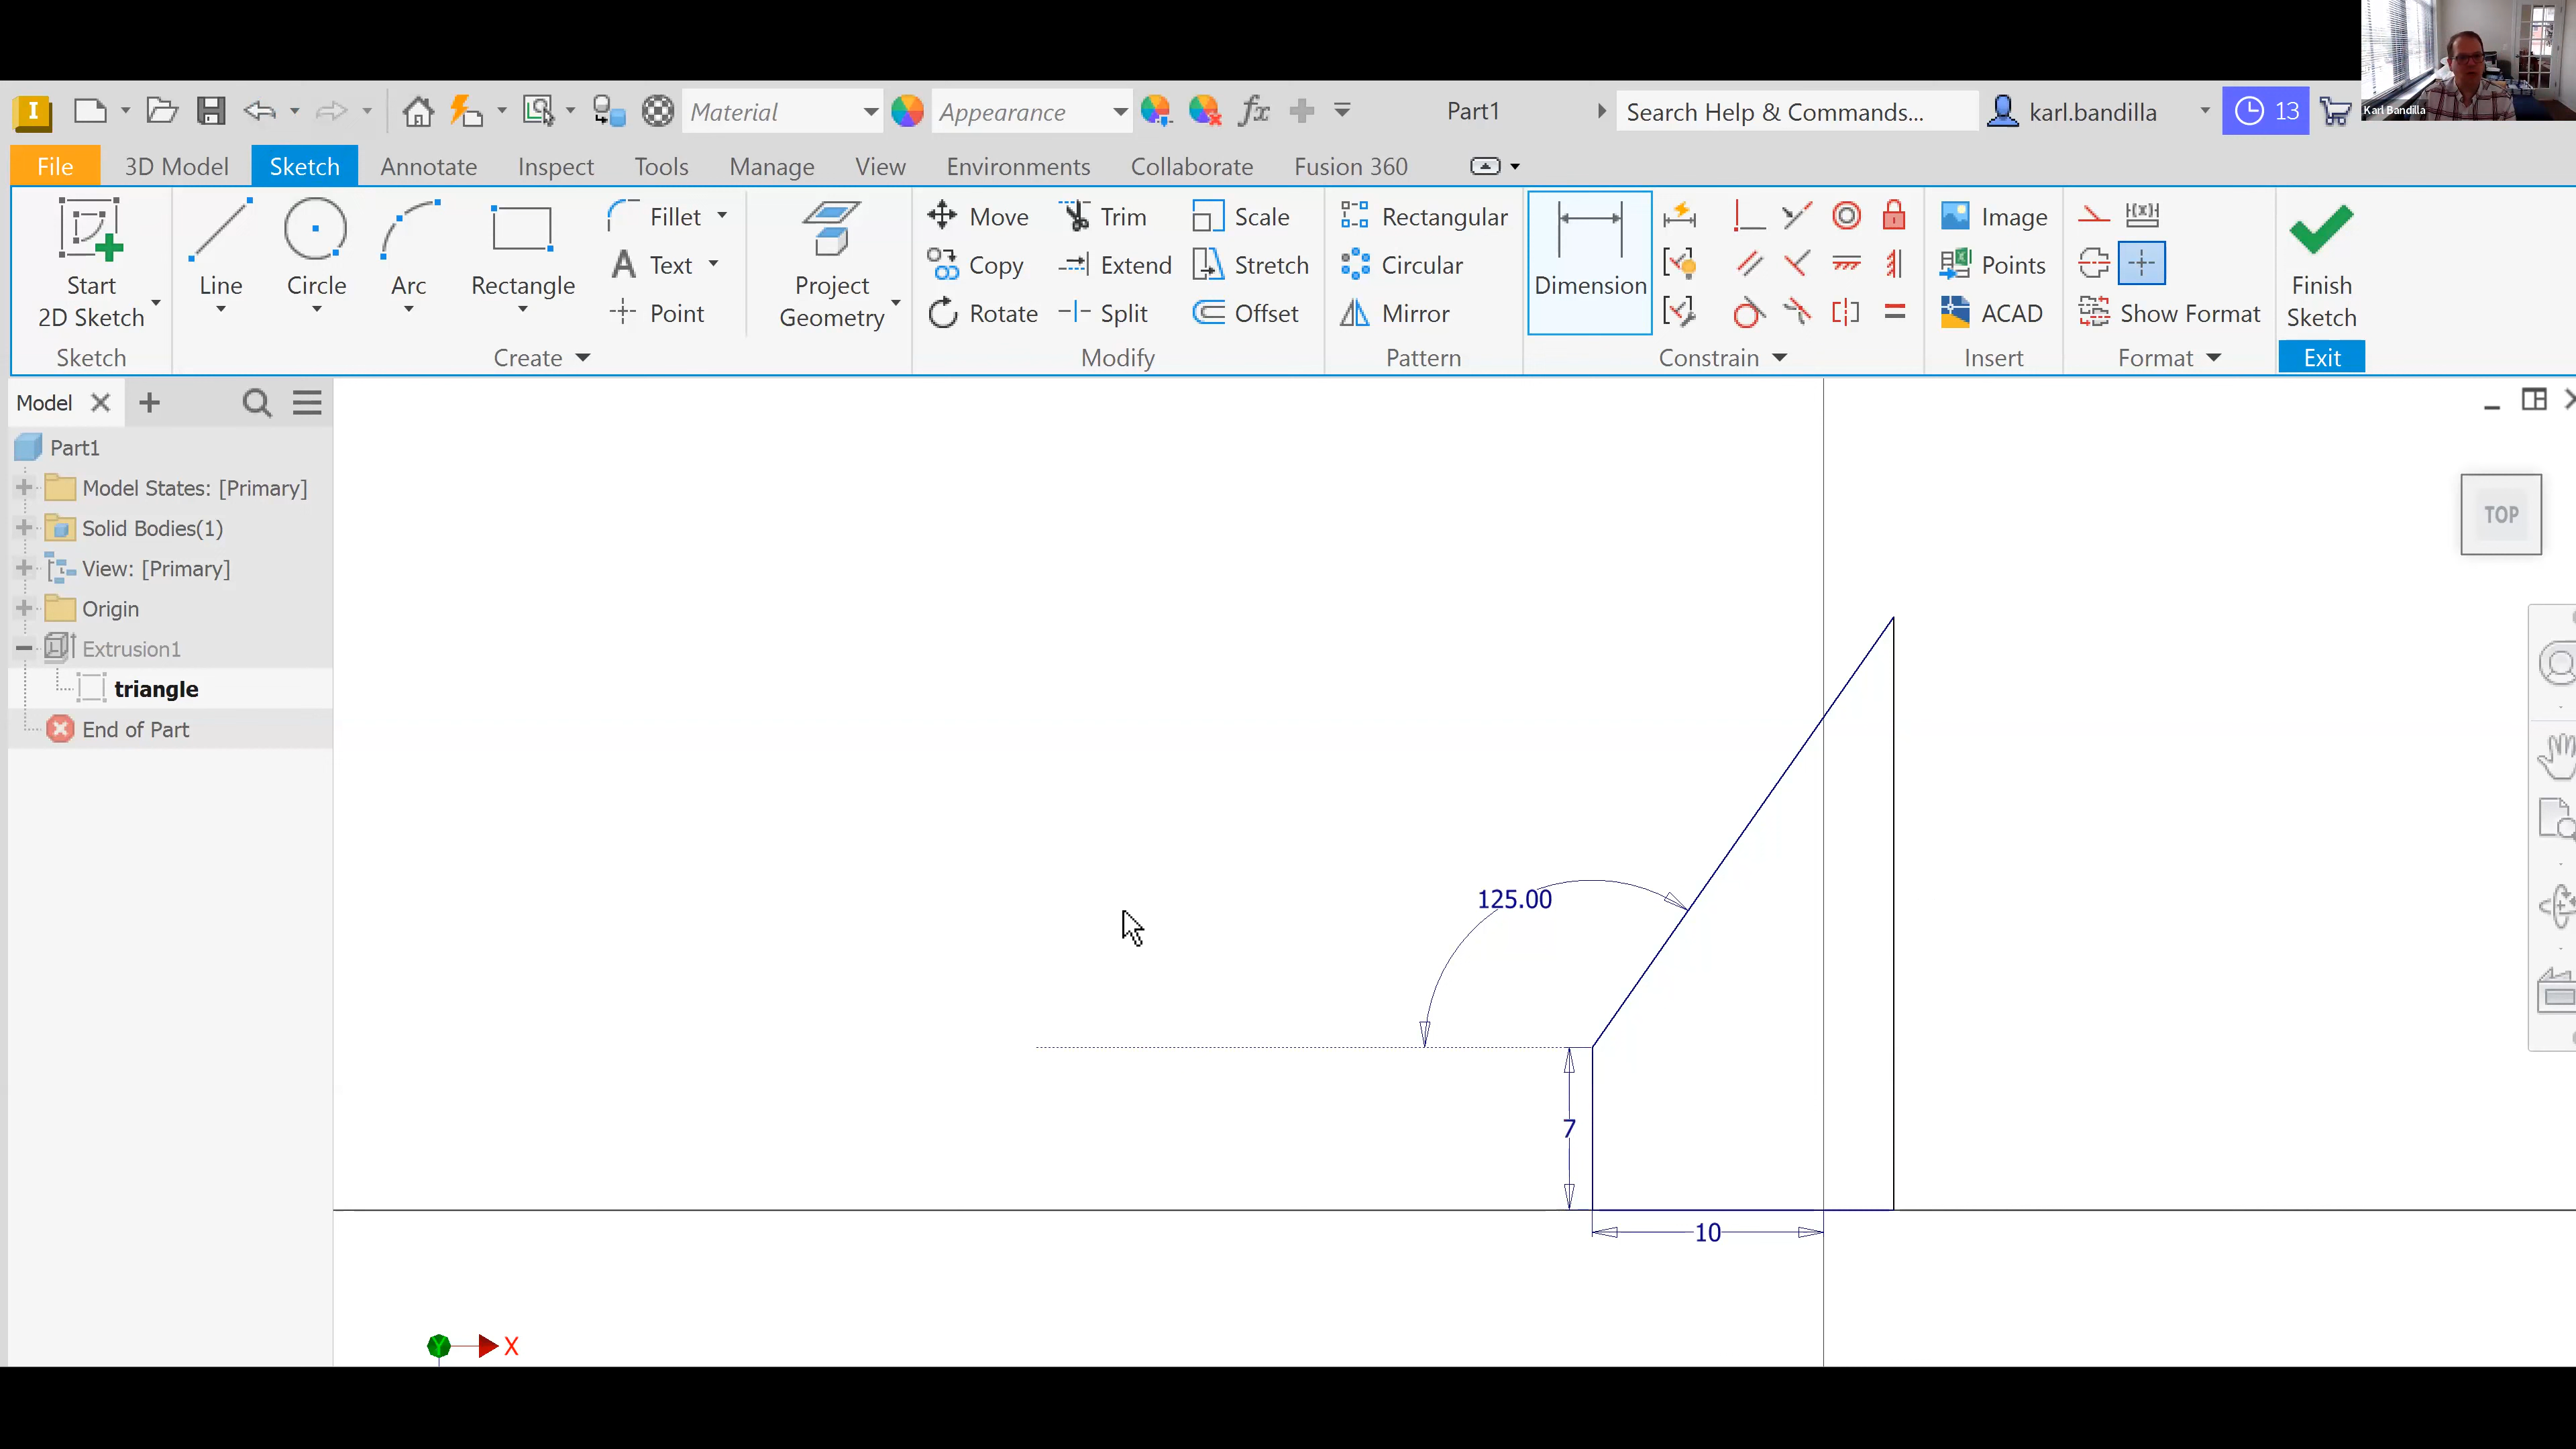 Karl Bandilla
I
Material
Appearance
fx
Part1
Search Help & Commands...
karl.bandilla
13
File
3D Model
Sketch
Annotate
Inspect
Tools
Manage
View
Environments
Collaborate
Fusion 360
Start
2D Sketch
Line
Circle
Arc
Rectangle
Fillet
A Text
Point
Project
Geometry
Move
Copy
Rotate
Trim
Extend
Split
Scale
Stretch
Offset
Rectangular
Circular
Mirror
Dimension
Image
Points
ACAD
Show Format
Finish
Sketch
Sketch
Create
Modify
Pattern
Constrain
Insert
Format
Exit
Model
Part1
Model States: [Primary]
Solid Bodies(1)
View: [Primary]
Origin
Extrusion1
triangle
End of Part
TOP
125.00
7
10
Y
X